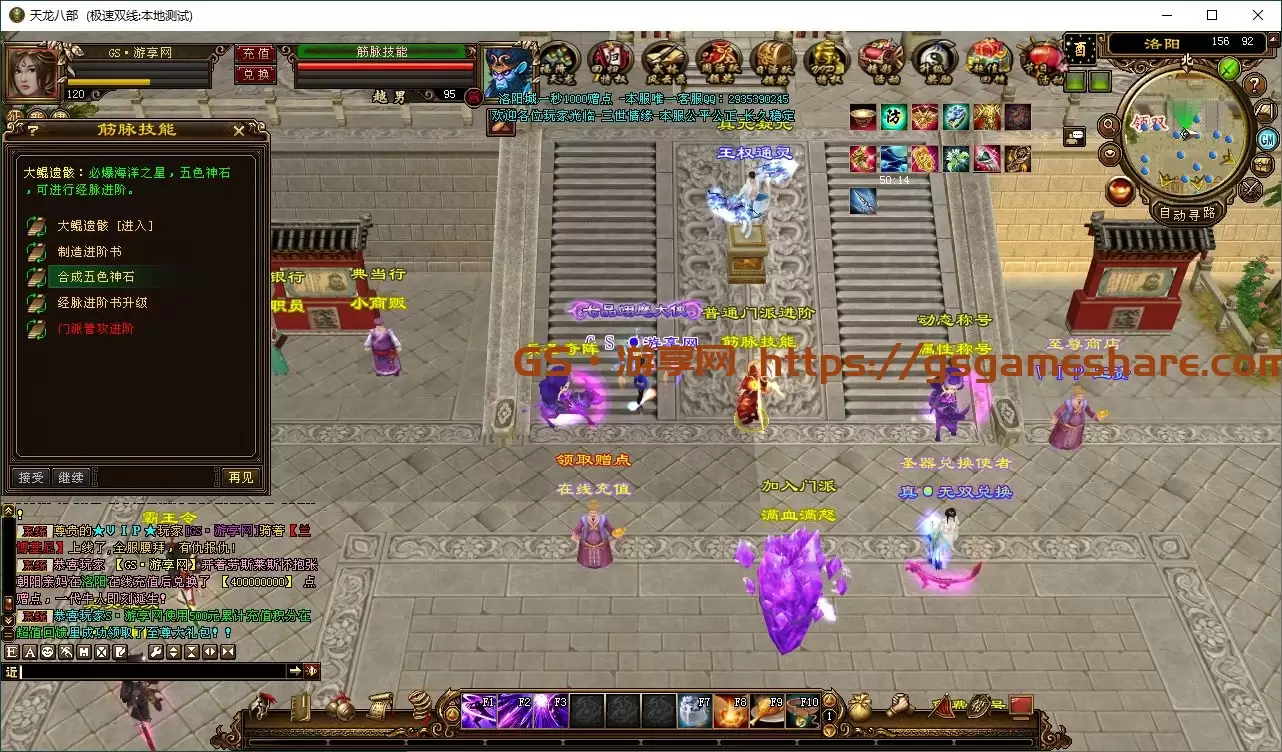 天龙八部 (极速双线:本地测试)
GS·游享网
充值
兑换
120
筋脉技能
越男
95
洛阳
156 92
酉
北
GM
自动寻路
洛阳城一秒1000赠点 -本服唯一客服QQ：2935390245
欢迎各位玩家光临-三世情缘-本服公平公正-长久稳定
王权通灵
50:14
? 筋脉技能
大鲲遗骸：必爆海洋之星，五色神石
，可进行经脉进阶。
大鲲遗骸 [进入]
制造进阶书
合成五色神石
经脉进阶书升级
门派普攻进阶
接受
继续
再见
银行
职员
典当行
小商贩
普通门派进阶
筋脉技能
动态称号
属性称号
至尊商店
GS·游享网
GS·游享网 https://gsgameshare.com
领取赠点
在线充值
加入门派
满血满怒
圣器兑换使者
真 无双兑换
霸王令
系统 尊贵的★VIP★玩家[GS·游享网]骑着【兰
博基尼】上线了,全服膜拜，有仇报仇!
系统 恭喜玩家 【GS·游享网】开着劳斯莱斯怀抱张
朝阳亲妈在洛阳在线充值后兑换了 【400000000】 点
赠点，一代牛人即刻诞生!
系统 恭喜玩家S·游享网使用500元累计充值积分在
超值回馈里成功领取了至尊大礼包！！
近
F1
F2
F3
F7
F8
F9
F10
1